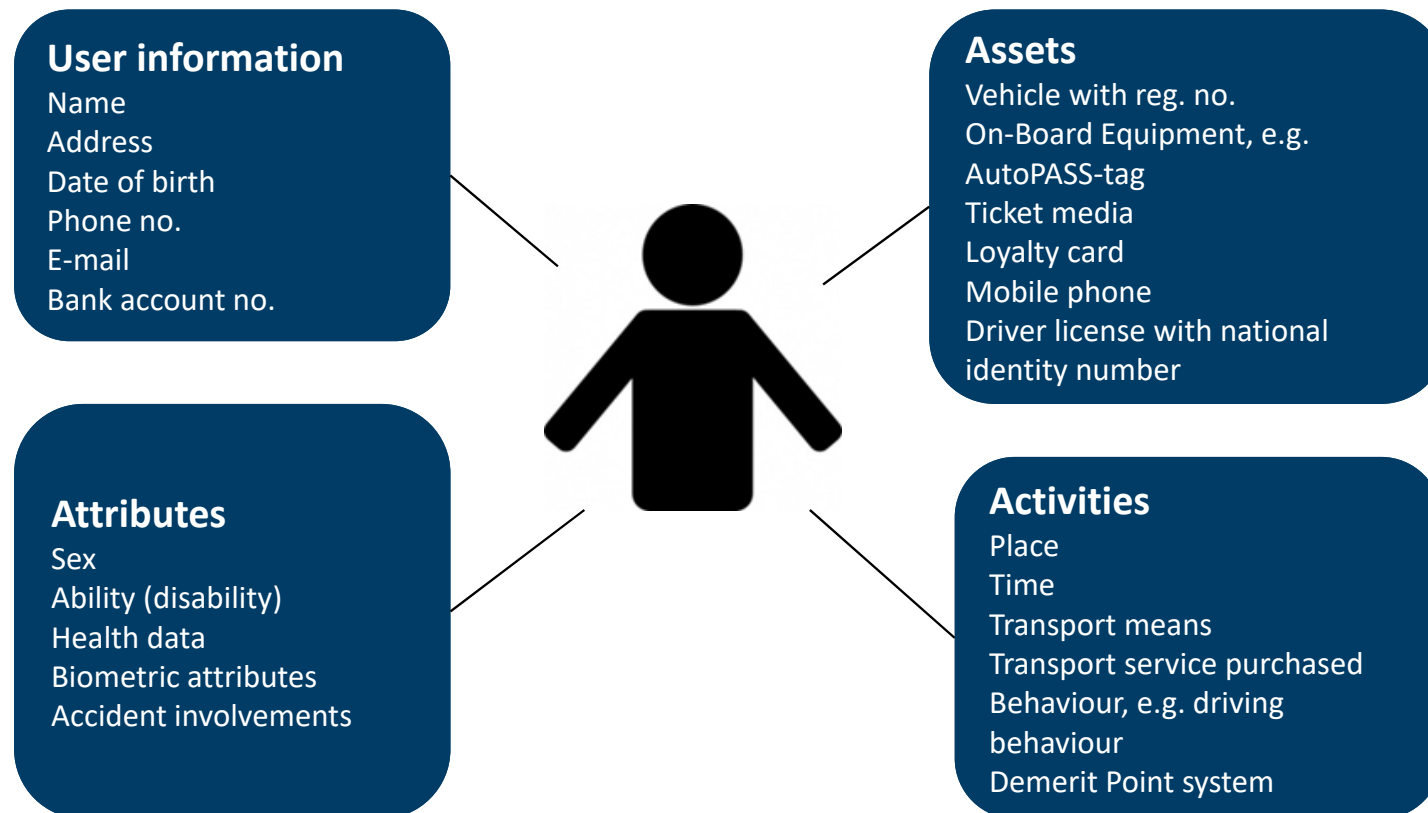 User information
Name
Address
Date of birth
Phone no.
E-mail
Bank account no.
Assets
Vehicle with reg. no.
On-Board Equipment, e.g.
AutoPASS-tag
Ticket media
Loyalty card
Mobile phone
Driver license with national
identity number
Attributes
Sex
Ability (disability)
Health data
Biometric attributes
Accident involvements
Activities
Place
Time
Transport means
Transport service purchased
Behaviour, e.g. driving
behaviour
Demerit Point system